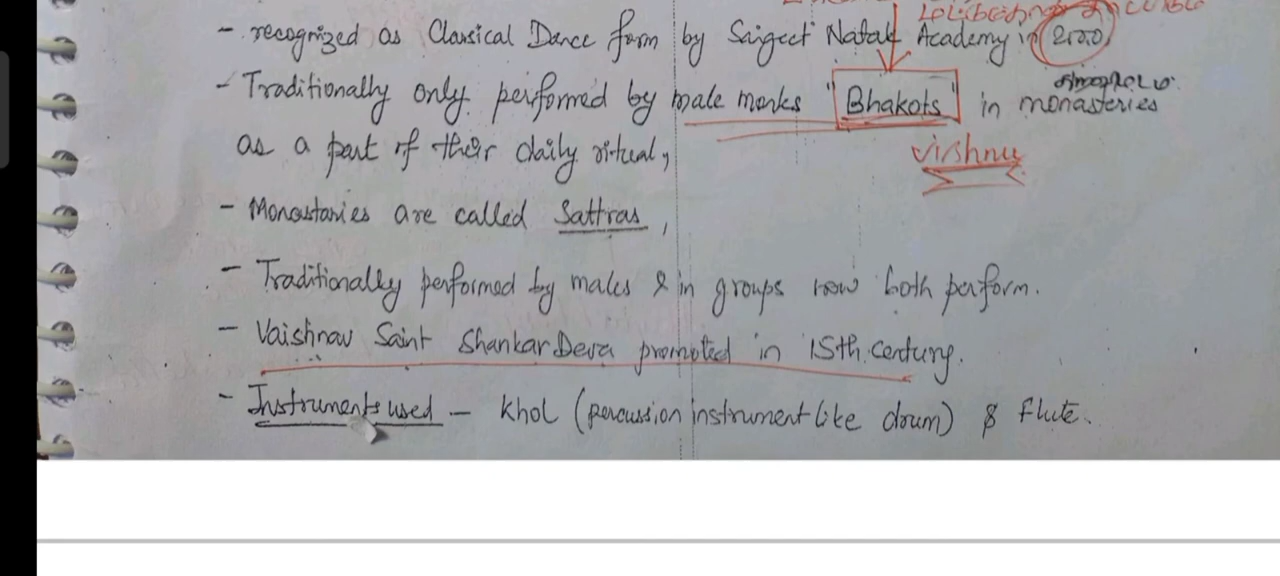 - recognized as Classical Dance form by Sangeet Natak Academy in 2000,
- Traditionally only performed by male monks "Bhakots" in monasteries
as a part of their daily ritual,
vishnu
- Monastaries are called Sattras,
- Traditionally performed by males & in groups now both perform.
- Vaishnav Saint Shankar Deva promoted in 15th century.
- Instruments used - Khol (percussion instrument like drum) & Flute.